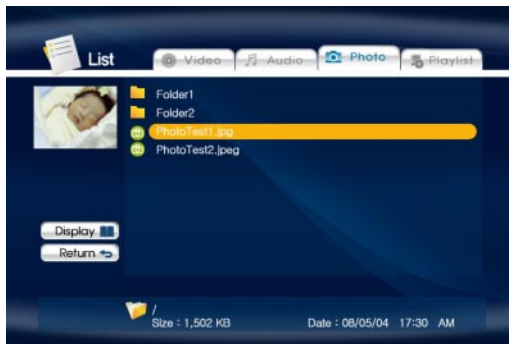 List
Video Audio Photo Playlist
Folder1
Folder2
PhotoTest1.jpg
PhotoTest2.jpeg
Display
Return
/
Size : 1,502 KB Date : 08/05/04 17:30 AM